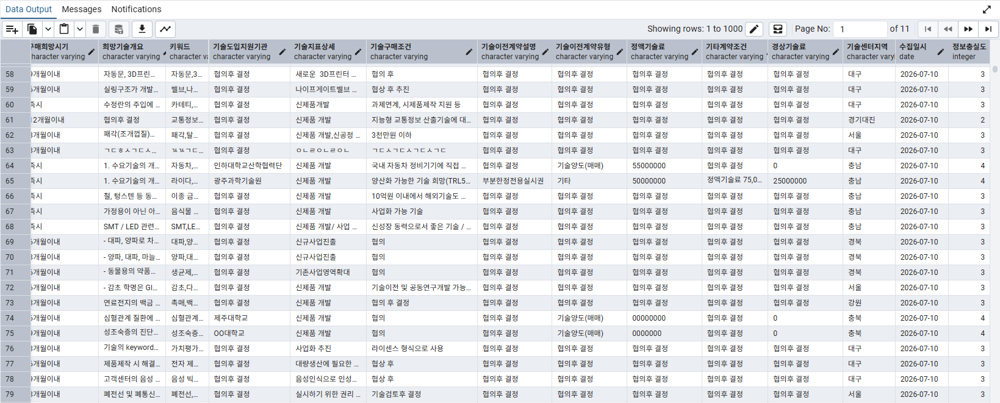 Data Output Messages Notifications
Showing rows: 1 to 1000 Page No: 1 of 11
구매희망시기 희망기술개요 키워드 기술도입지원기관 기술지표상세 기술구매조건 기술이전계약설명 기술이전계약유형 정액기술료 기타계약조건 경상기술료 기술센터지역 수집일시 정보충실도
character varying character varying character va character varying character varying character varying character varying character varying character varying character varying character varying character varyi date integer
58 개월이내 자동문, 3D프린... 자동문,3... 협의후 결정 새로운 3D프린터 ... 협의 후 협의후 결정 협의후 결정 협의후 결정 협의후 결정 협의후 결정 대구 2026-07-10 3
59 개월이내 실링구조가 개발... 밸브,나... 협의후 결정 나이프게이트밸브 ... 협상 후 추진 협의후 결정 협의후 결정 협의후 결정 협의후 결정 협의후 결정 대구 2026-07-10 3
60 즉시 수정란의 주입에 ... 카테티,... 협의후 결정 신제품개발 과제연계, 시제품제작 지원 등 협의후 결정 협의후 결정 협의후 결정 협의후 결정 협의후 결정 대구 2026-07-10 3
61 12개월이내 협의후 결정 교통정보... 협의후 결정 신제품 개발 지능형 교통정보 산출기술에 대... 협의후 결정 협의후 결정 협의후 결정 협의후 결정 협의후 결정 경기대진 2026-07-10 2
62 개월이내 패각(조개껍질)... 패각,탈... 협의후 결정 신제품 개발,신공정 ... 3천만원 이하 협의후 결정 협의후 결정 협의후 결정 협의후 결정 협의후 결정 서울 2026-07-10 3
63 개월이내 ㄱㄷㅎㅅㄱㄷㅅ... ㄳㄳㄱㄷ... 협의후 결정 ㅇㄴㄹㅇㄴㄹㅇㄴ ㄱㄷㅅㄱㄷㅅㄱㄷㅅㄱㄷ 협의후 결정 협의후 결정 협의후 결정 협의후 결정 협의후 결정 대구 2026-07-10 3
64 즉시 1. 수요기술의 개... 자동차,... 인하대학교산학협력단 신제품 개발 국내 자동차 정비기기에 직접 ... 협의후 결정 기술양도(매매) 55000000 협의후 결정 0 충남 2026-07-10 4
65 즉시 1. 수요기술의 개... 라이다,... 광주과학기술원 신제품 개발 양산화 가능한 기술 희망(TRL5... 부분한정전용실시권 기타 50000000 정액기술료 75,0... 25000000 충남 2026-07-10 4
66 즉시 철, 텅스텐 등 동... 이종 금... 협의후 결정 신제품 개발 10억원 이내에서 해외기술도 ... 협의후 결정 협의후 결정 협의후 결정 협의후 결정 협의후 결정 충남 2026-07-10 3
67 즉시 가정용이 아닌 아... 음식물 ... 협의후 결정 신제품 개발 사업화 가능 기술 협의후 결정 협의후 결정 협의후 결정 협의후 결정 협의후 결정 충남 2026-07-10 3
68 즉시 SMT / LED 관련... SMT,LE... 협의후 결정 신제품 개발/ 사업 ... 신성장 동력으로서 좋은 기술 / ... 협의후 결정 협의후 결정 협의후 결정 협의후 결정 협의후 결정 충남 2026-07-10 3
69 개월이내 - 대파, 양파로 차... 대파,양... 협의후 결정 신규사업진출 협의 협의후 결정 협의후 결정 협의후 결정 협의후 결정 협의후 결정 경북 2026-07-10 3
70 개월이내 - 양파, 대파, 마늘... 양파,대... 협의후 결정 신규사업진출 협의 협의후 결정 협의후 결정 협의후 결정 협의후 결정 협의후 결정 경북 2026-07-10 3
71 개월이내 - 동물용의 약품... 생균제,... 협의후 결정 기존사업영역확대 협의 협의후 결정 협의후 결정 협의후 결정 협의후 결정 협의후 결정 경북 2026-07-10 3
72 개월이내 - 감초 학명은 Gl... 감초,다... 협의후 결정 신제품 개발 기술이전 및 공동연구개발 가능... 협의후 결정 협의후 결정 협의후 결정 협의후 결정 협의후 결정 서울 2026-07-10 3
73 개월이내 연료전지의 백금 ... 촉매,백... 협의후 결정 신제품 개발 협의 후 결정 협의후 결정 협의후 결정 협의후 결정 협의후 결정 협의후 결정 강원 2026-07-10 3
74 개월이내 심혈관계 질환에 ... 심혈관계... 제주대학교 신제품 개발 협의 협의후 결정 기술양도(매매) 00000000 협의후 결정 0 충북 2026-07-10 4
75 개월이내 성조숙증의 진단... 성조숙증... OO대학교 신제품 개발 협의 협의후 결정 기술양도(매매) 0000000 협의후 결정 0 충북 2026-07-10 4
76 개월이내 기술의 keyword... 가치평가... 협의후 결정 사업화 추진 라이센스 형식으로 사용 협의후 결정 협의후 결정 협의후 결정 협의후 결정 협의후 결정 대구 2026-07-10 3
77 개월이내 제품제작 시 해결... 전자 제... 협의후 결정 대량생산에 필요한 ... 협상 후 협의후 결정 협의후 결정 협의후 결정 협의후 결정 협의후 결정 대구 2026-07-10 3
78 개월이내 고객센터의 음성 ... 음성 빅... 협의후 결정 음성인식으로 인성... 협상 후 협의후 결정 협의후 결정 협의후 결정 협의후 결정 협의후 결정 대구 2026-07-10 3
79 개월이내 폐전선 및 폐통신... 폐전선,... 협의후 결정 실시하기 위한 권리 ... 기술검토후 결정 협의후 결정 협의후 결정 협의후 결정 협의후 결정 협의후 결정 서울 2026-07-10 3